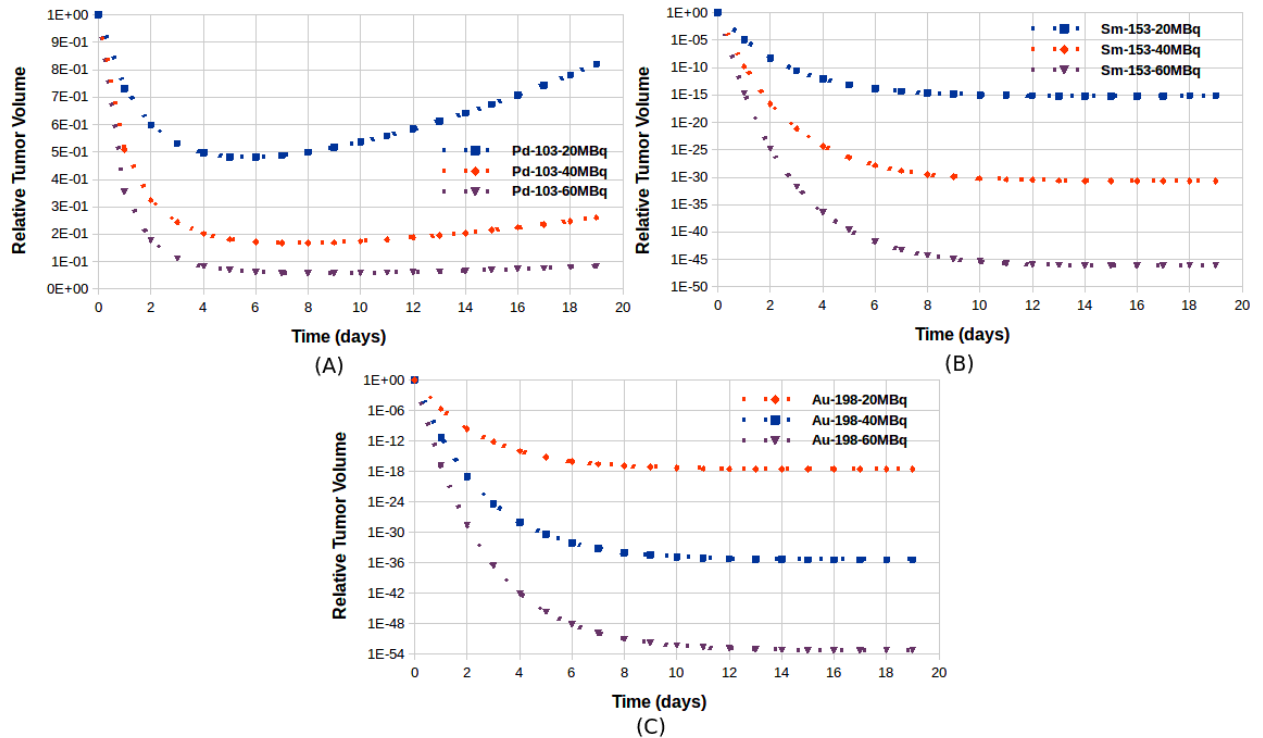 Relative Tumor Volume
1E+00
9E-01
8E-01
7E-01
6E-01
5E-01
4E-01
3E-01
2E-01
1E-01
0E+00
Pd-103-20MBq
Pd-103-40MBq
Pd-103-60MBq
0 2 4 6 8 10 12 14 16 18 20
Time (days)
(A)
Relative Tumor Volume
1E+00
1E-05
1E-10
1E-15
1E-20
1E-25
1E-30
1E-35
1E-40
1E-45
1E-50
Sm-153-20MBq
Sm-153-40MBq
Sm-153-60MBq
0 2 4 6 8 10 12 14 16 18 20
Time (days)
(B)
Relative Tumor Volume
1E+00
1E-06
1E-12
1E-18
1E-24
1E-30
1E-36
1E-42
1E-48
1E-54
Au-198-20MBq
Au-198-40MBq
Au-198-60MBq
0 2 4 6 8 10 12 14 16 18 20
Time (days)
(C)